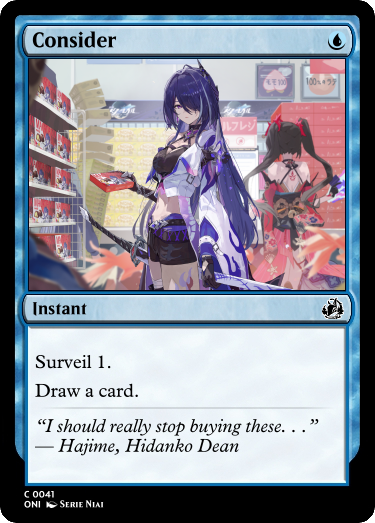 Consider
Instant
Surveil 1.
Draw a card.
“I should really stop buying these. . .”
— Hajime, Hidanko Dean
C 0041
ONI Serie Niai